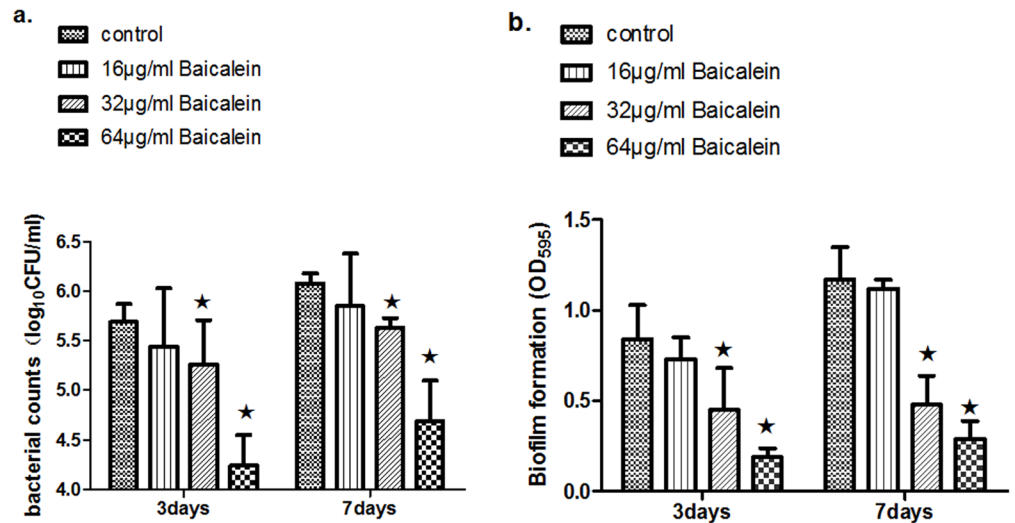 a.
control
16µg/ml Baicalein
32µg/ml Baicalein
64µg/ml Baicalein
bacterial counts (log10CFU/ml)
6.5
6.0
5.5
5.0
4.5
4.0
3days
7days
b.
control
16µg/ml Baicalein
32µg/ml Baicalein
64µg/ml Baicalein
Biofilm formation (OD595)
1.5
1.0
0.5
0.0
3days
7days